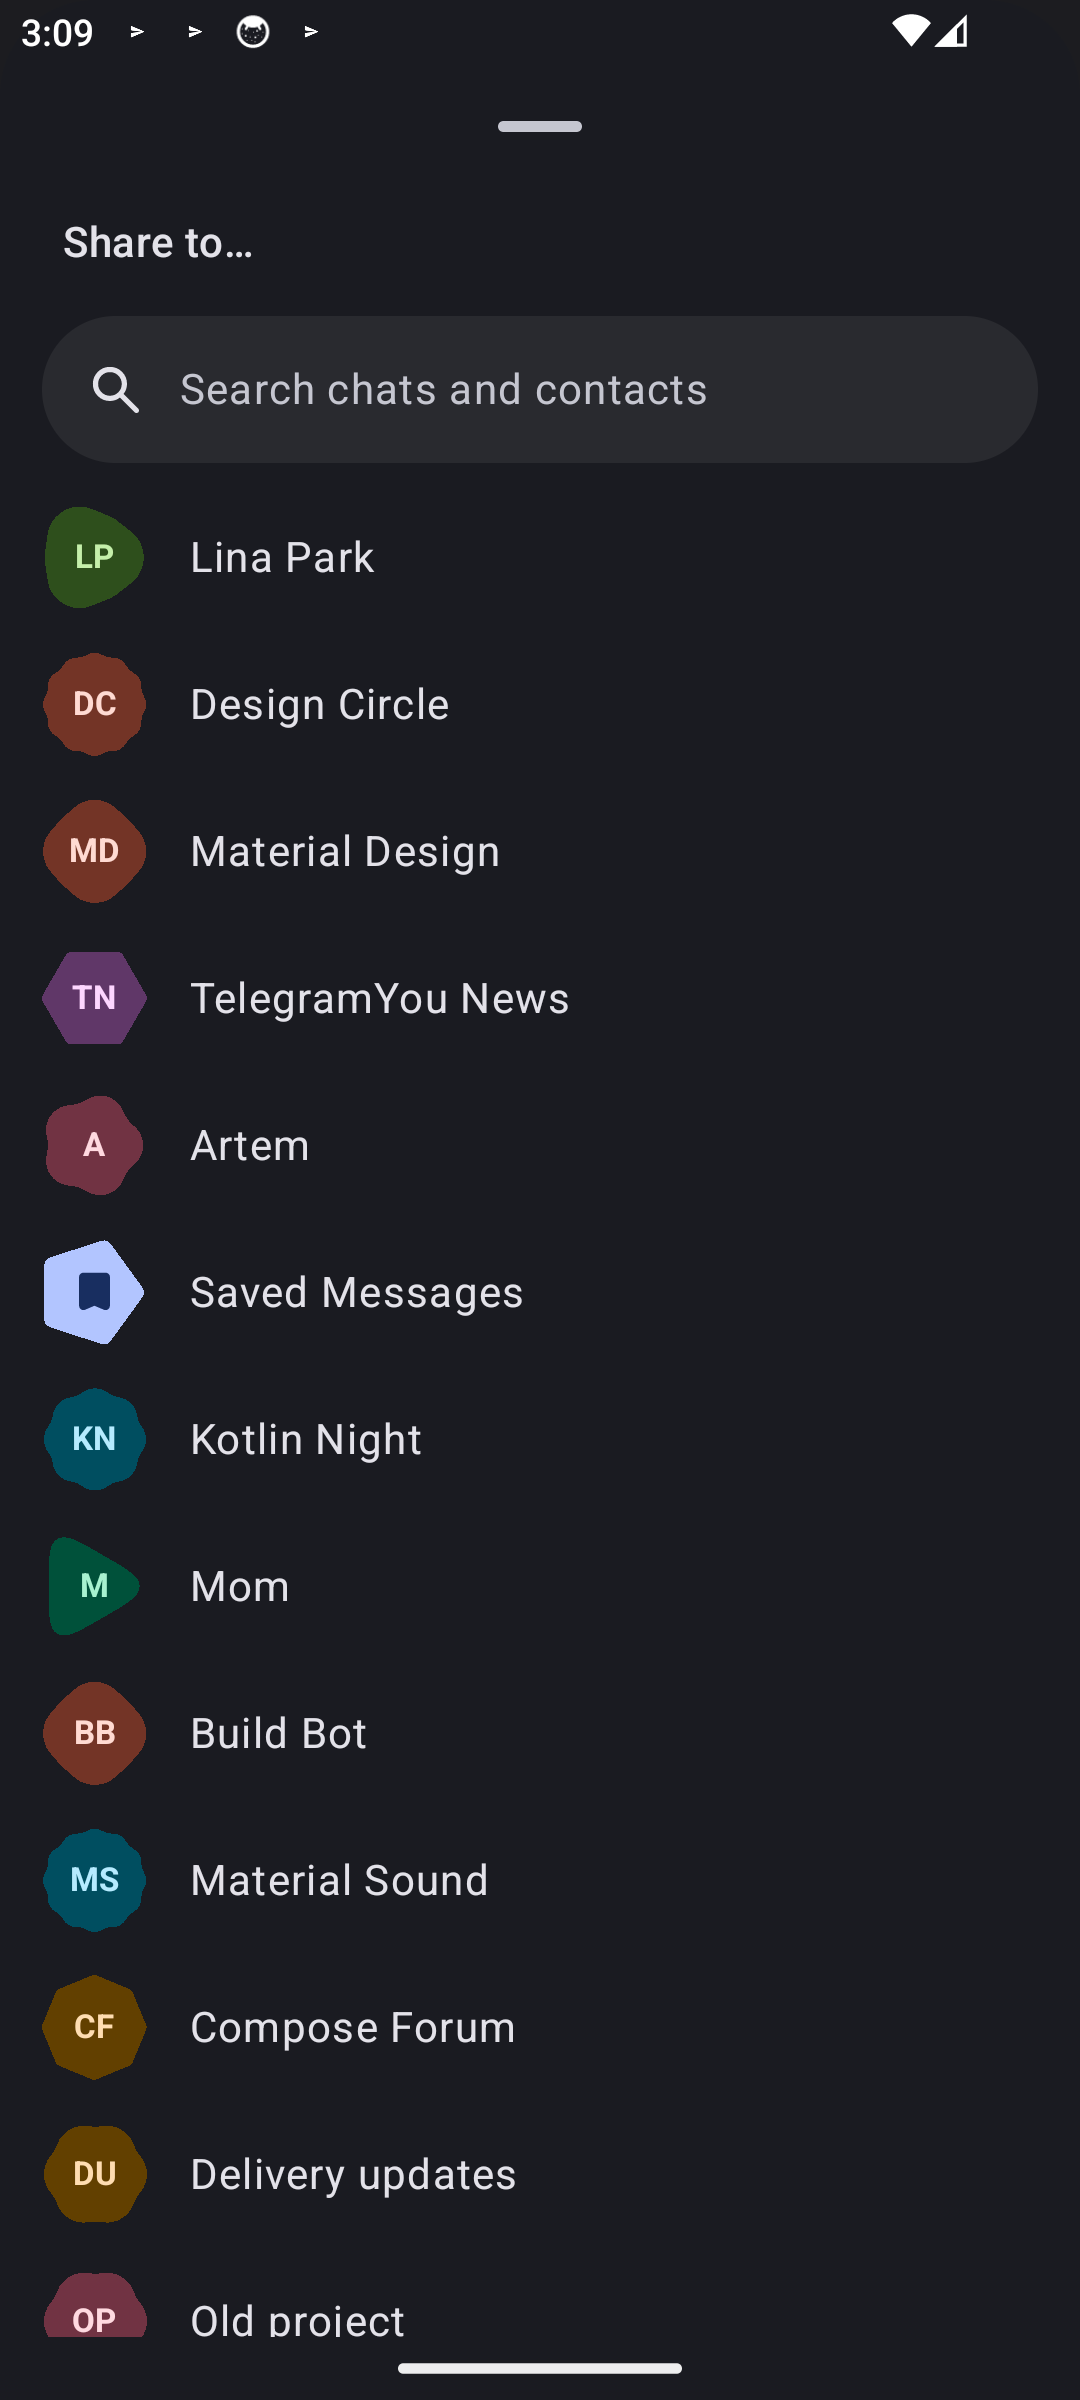 3:09
Share to…
Search chats and contacts
LP Lina Park
DC Design Circle
MD Material Design
TN TelegramYou News
A Artem
Saved Messages
KN Kotlin Night
M Mom
BB Build Bot
MS Material Sound
CF Compose Forum
DU Delivery updates
OP Old project